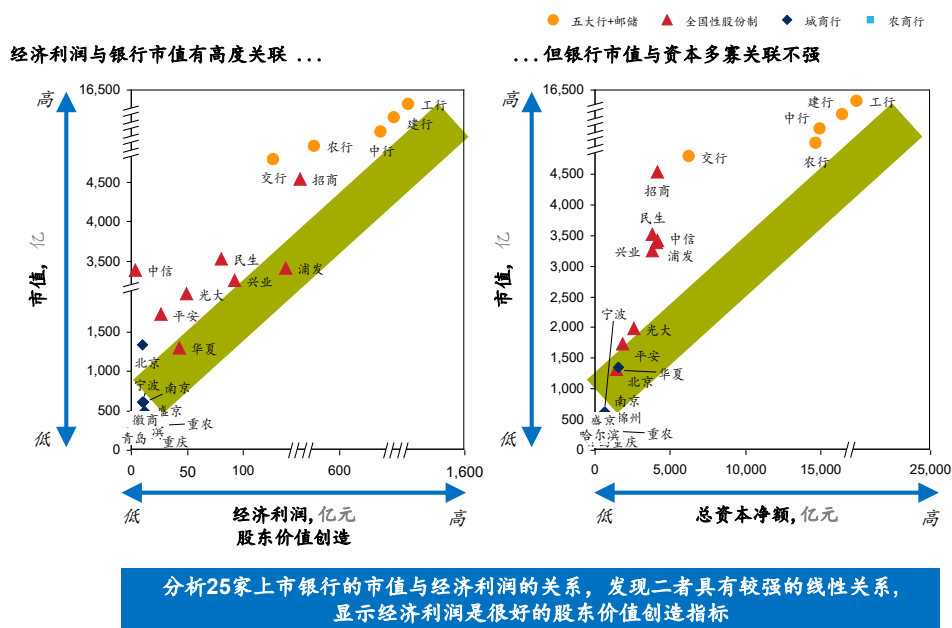 五大行+邮储 全国性股份制 城商行 农商行
经济利润与银行市值有高度关联 ...
...但银行市值与资本多寡关联不强
高
16,500
4,500
4,000
3,500
1,500
1,000
500
0
低
市值, 亿
工行
建行
中行
农行
交行
招商
民生
中信
兴业
浦发
光大
平安
华夏
北京
宁波
南京
盛京
徽商
重农
青岛
滨
重庆
0 50 100 600 1,600
低
高
经济利润, 亿元
股东价值创造
高
16,500
4,500
4,000
3,500
3,000
2,500
2,000
1,500
1,000
500
0
低
市值, 亿
建行
工行
中行
农行
交行
招商
民生
中信
兴业
浦发
宁波
光大
平安
华夏
北京
南京
盛京
锦州
哈尔滨
重农
重庆
0 5,000 10,000 15,000 25,000
低
高
总资本净额, 亿元
分析25家上市银行的市值与经济利润的关系，发现二者具有较强的线性关系,
显示经济利润是很好的股东价值创造指标